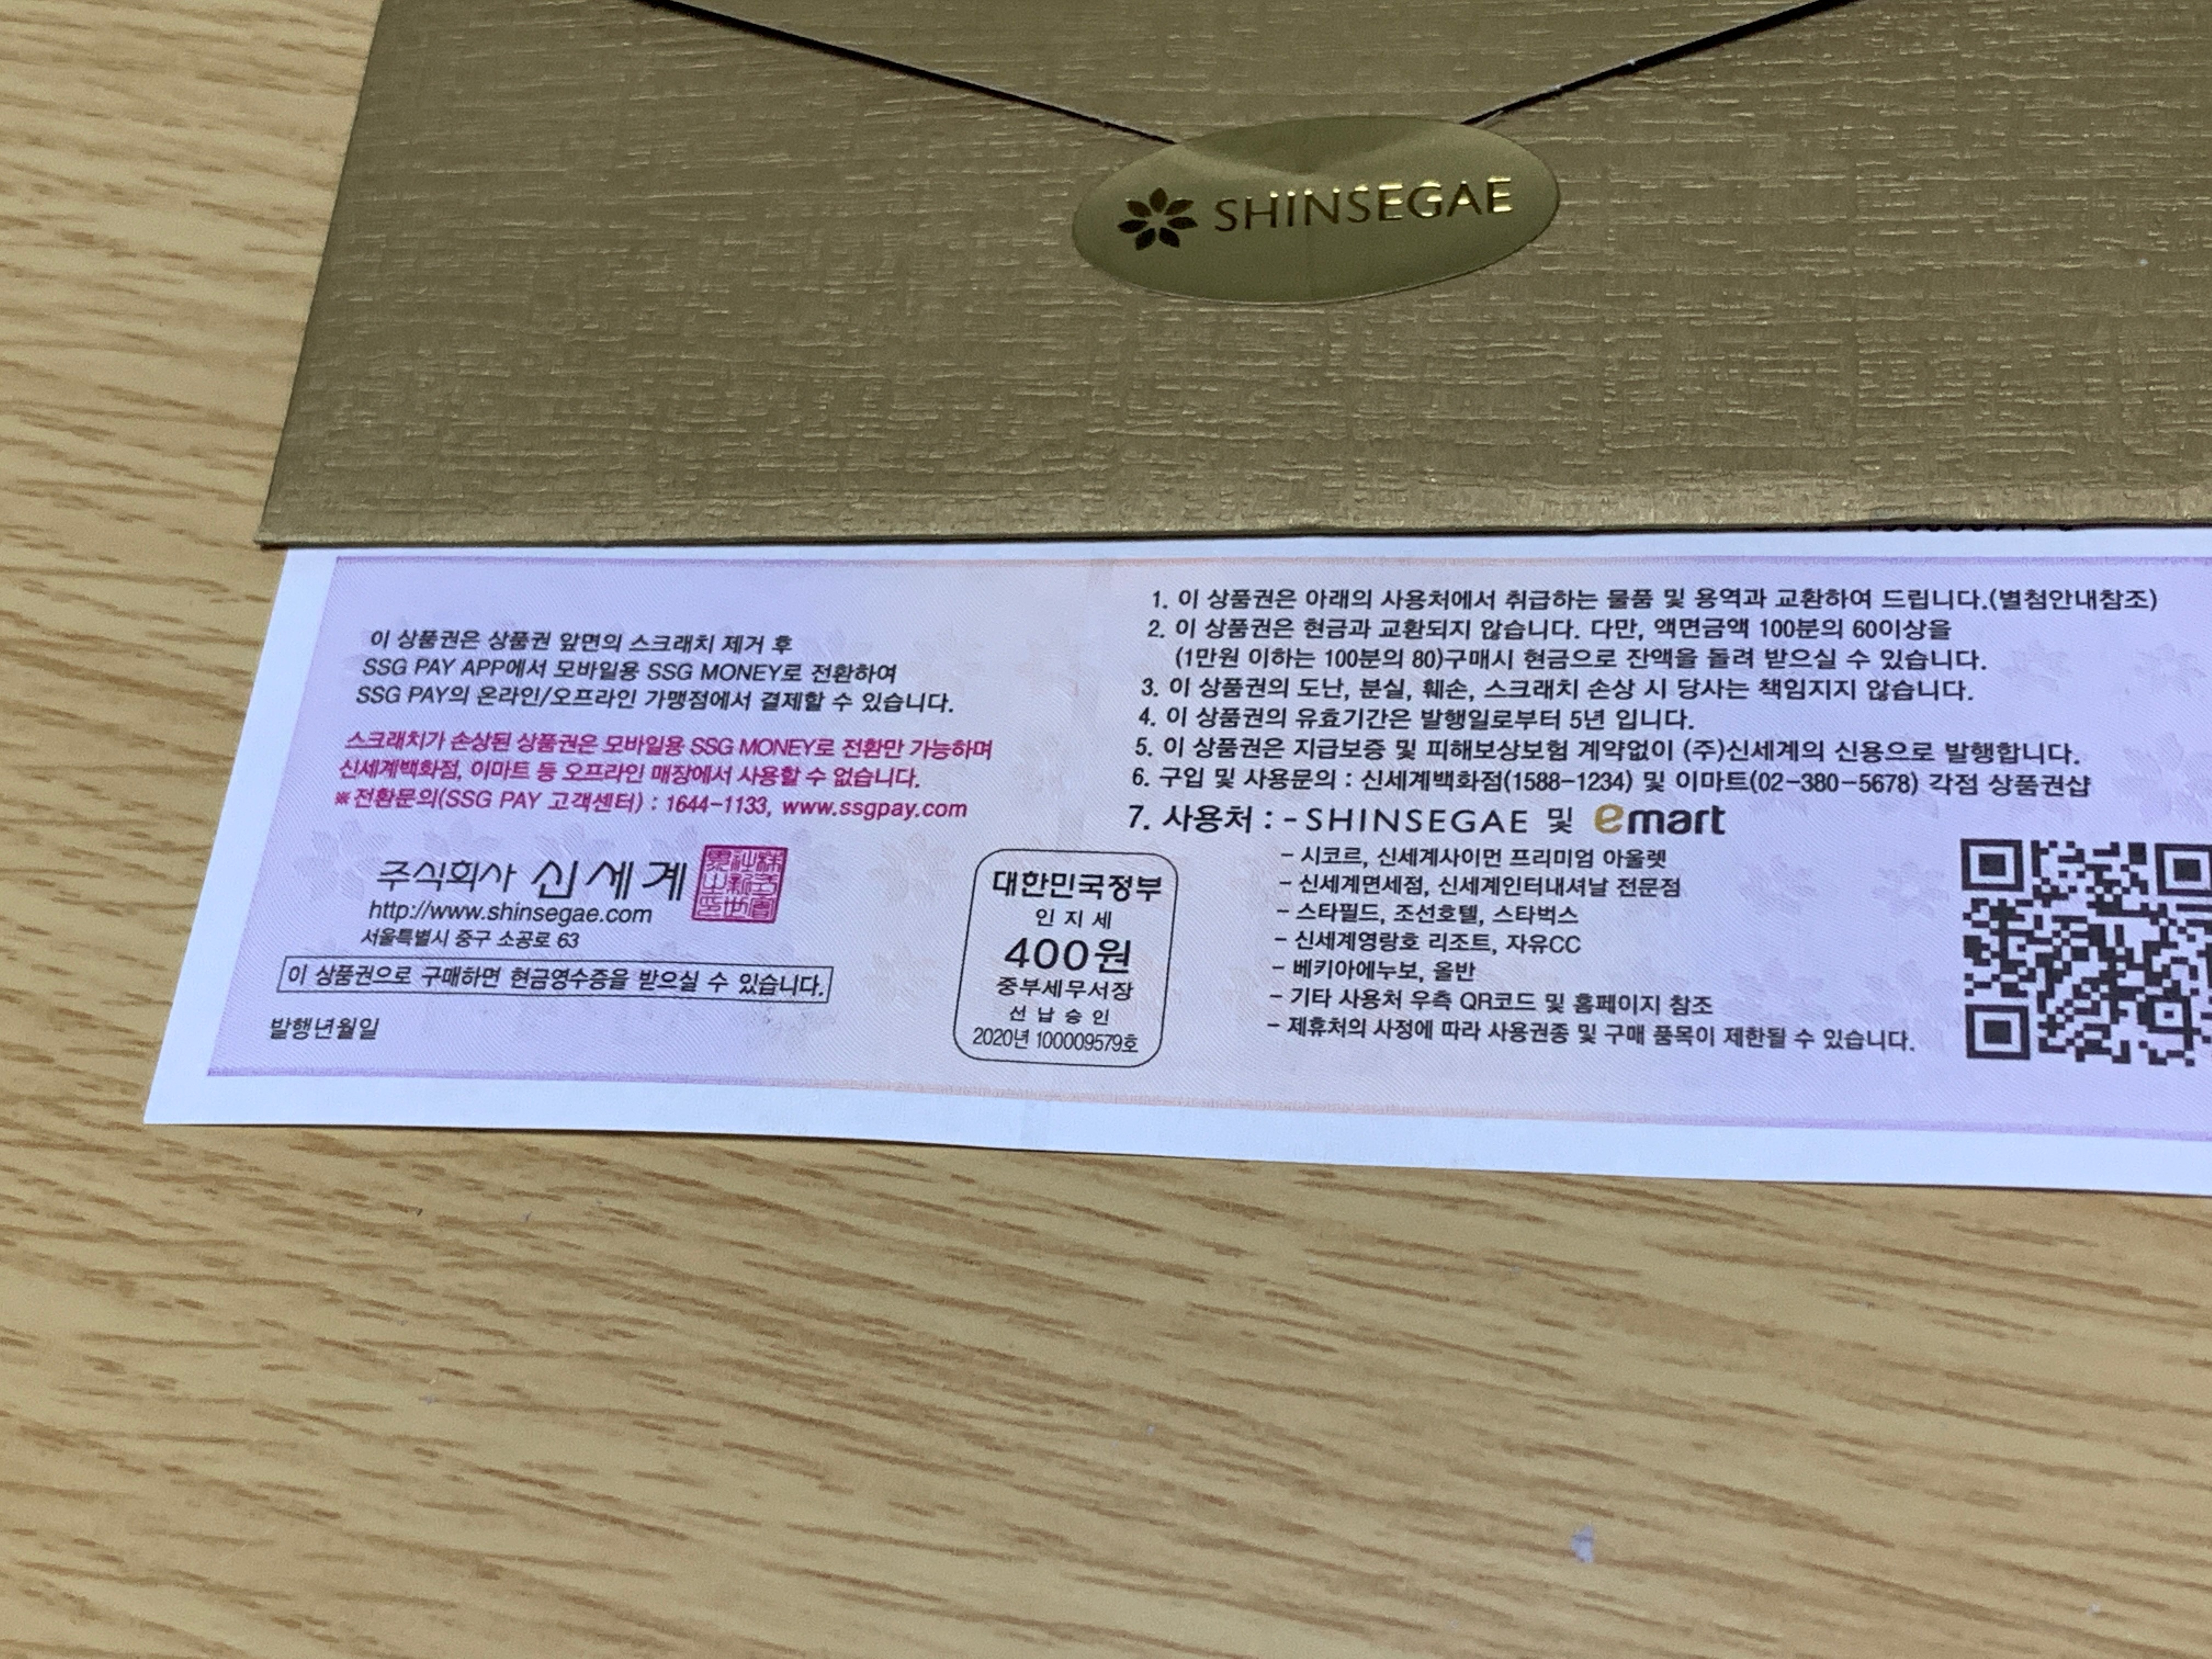 SHINSEGAE
이 상품권은 상품권 앞면의 스크래치 제거 후
SSG PAY APP에서 모바일용 SSG MONEY로 전환하여
SSG PAY의 온라인/오프라인 가맹점에서 결제할 수 있습니다.
스크래치가 손상된 상품권은 모바일용 SSG MONEY로 전환만 가능하며
신세계백화점, 이마트 등 오프라인 매장에서 사용할 수 없습니다.
※전환문의(SSG PAY 고객센터) : 1644-1133, www.ssgpay.com
주식회사 신세계
http://www.shinsegae.com
서울특별시 중구 소공로 63
이 상품권으로 구매하면 현금영수증을 받으실 수 있습니다.
발행년월일
대한민국정부
인 지 세
400원
중부세무서장
선 납 승 인
2020년 100009579호
1. 이 상품권은 아래의 사용처에서 취급하는 물품 및 용역과 교환하여 드립니다.(별첨안내참조)
2. 이 상품권은 현금과 교환되지 않습니다. 다만, 액면금액 100분의 60이상을
(1만원 이하는 100분의 80)구매시 현금으로 잔액을 돌려 받으실 수 있습니다.
3. 이 상품권의 도난, 분실, 훼손, 스크래치 손상 시 당사는 책임지지 않습니다.
4. 이 상품권의 유효기간은 발행일로부터 5년 입니다.
5. 이 상품권은 지급보증 및 피해보상보험 계약없이 (주)신세계의 신용으로 발행합니다.
6. 구입 및 사용문의 : 신세계백화점(1588-1234) 및 이마트(02-380-5678) 각점 상품권샵
7. 사용처 : - SHINSEGAE 및 emart
- 시코르, 신세계사이먼 프리미엄 아울렛
- 신세계면세점, 신세계인터내셔날 전문점
- 스타필드, 조선호텔, 스타벅스
- 신세계영랑호 리조트, 자유CC
- 베키아에누보, 올반
- 기타 사용처 우측 QR코드 및 홈페이지 참조
- 제휴처의 사정에 따라 사용권종 및 구매 품목이 제한될 수 있습니다.